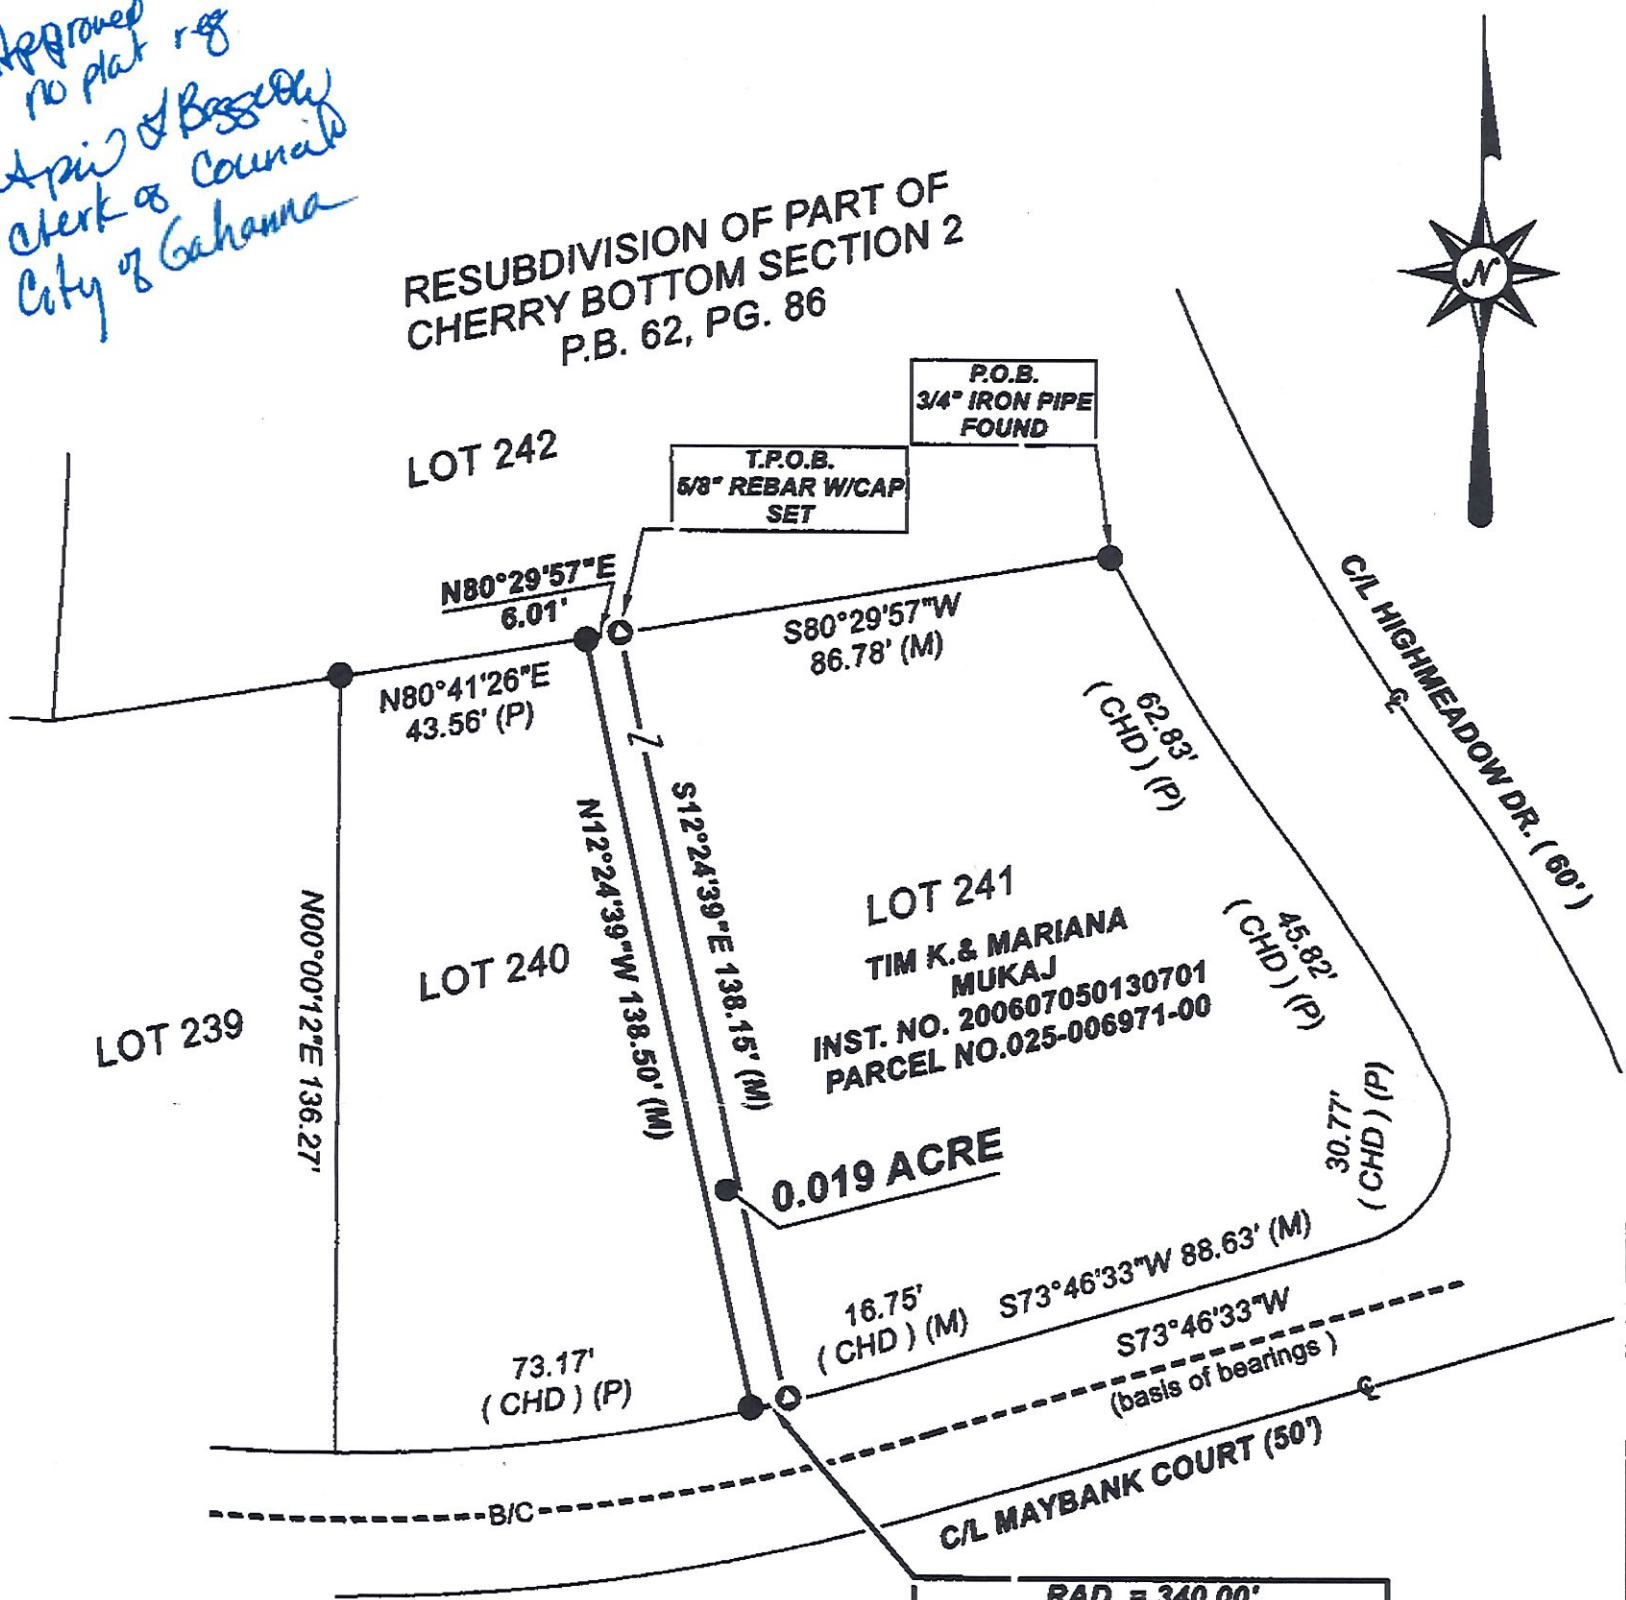 Approved
no plat req
April
Clerk of Council
City of Gahanna
RESUBDIVISION OF PART OF
CHERRY BOTTOM SECTION 2
P.B. 62, PG. 86
N
P.O.B.
3/4" IRON PIPE
FOUND
LOT 242
T.P.O.B.
5/8" REBAR W/CAP
SET
N80°29'57"E
6.01'
S80°29'57"W
86.78' (M)
N80°41'26"E
43.56' (P)
C/L HIGHMEADOW DR. ( 60' )
62.83'
( CHD ) (P)
N12°24'39"W 138.50' (M)
S12°24'39"E 138.15' (M)
N00°00'12"E 136.27'
LOT 241
TIM K.& MARIANA
MUKAJ
INST. NO. 200607050130701
PARCEL NO.025-006971-00
45.82'
( CHD ) (P)
LOT 240
LOT 239
30.77'
( CHD ) (P)
0.019 ACRE
16.75'
( CHD ) (M)
S73°46'33"W 88.63' (M)
73.17'
( CHD ) (P)
S73°46'33"W
(basis of bearings )
B/C
C/L MAYBANK COURT (50')
RAD. = 340.00'